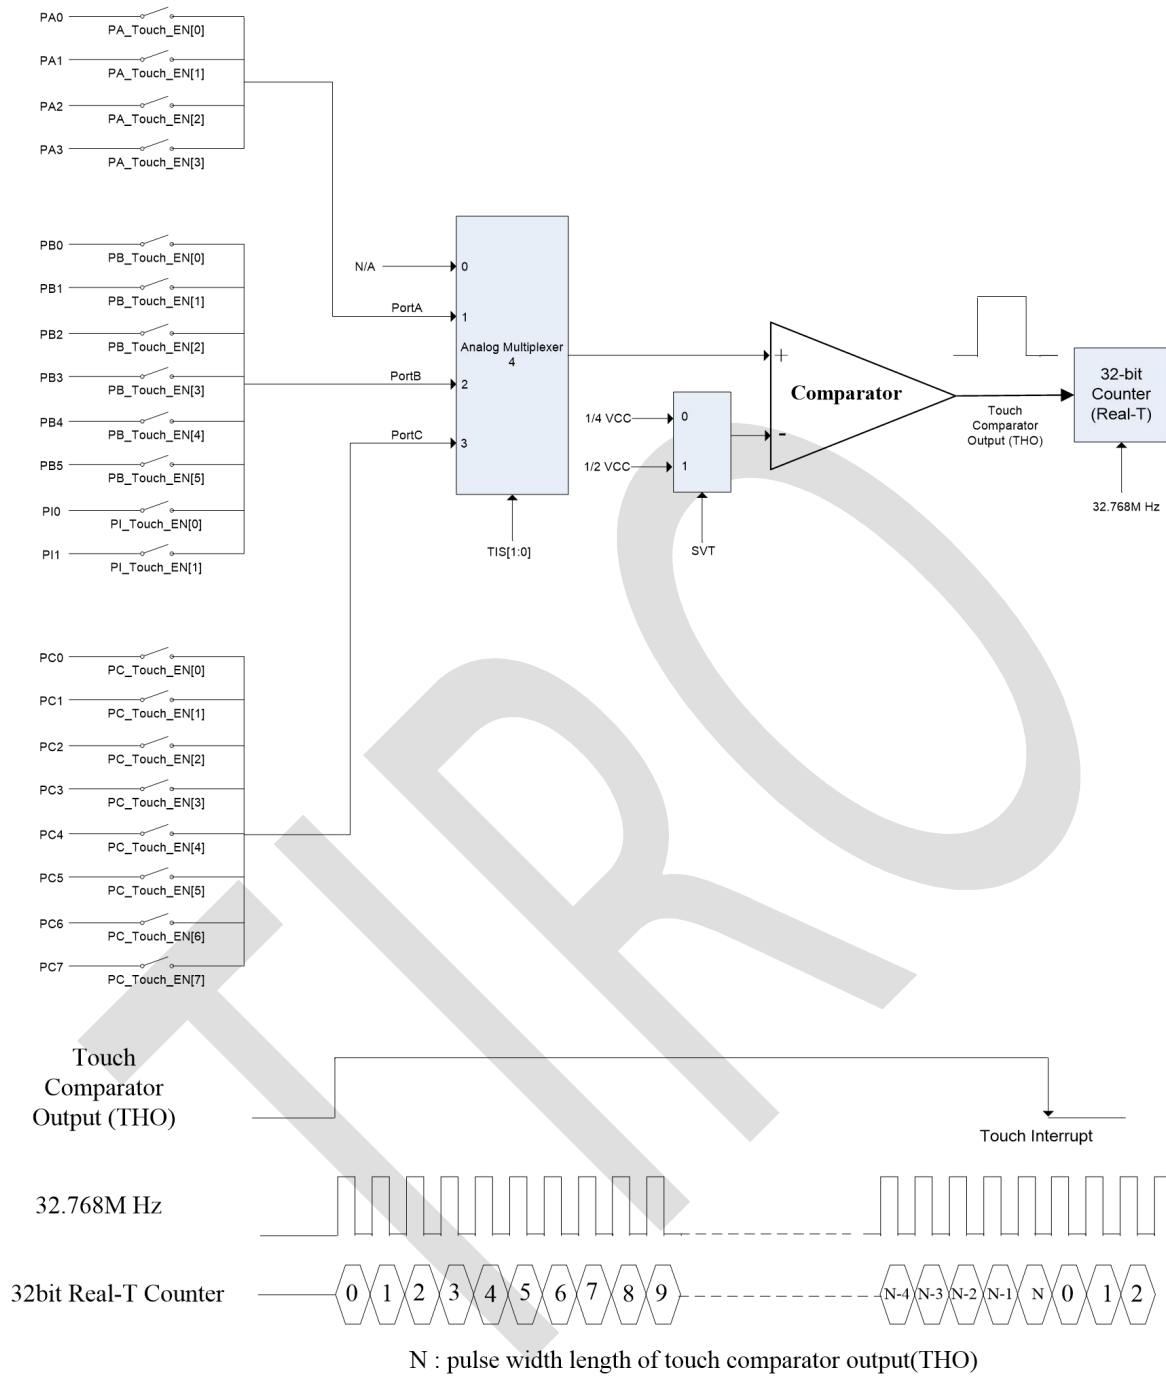 PA0
PA_Touch_EN[0]
PA1
PA_Touch_EN[1]
PA2
PA_Touch_EN[2]
PA3
PA_Touch_EN[3]
PB0
PB_Touch_EN[0]
PB1
PB_Touch_EN[1]
PB2
PB_Touch_EN[2]
PB3
PB_Touch_EN[3]
PB4
PB_Touch_EN[4]
PB5
PB_Touch_EN[5]
PI0
PI_Touch_EN[0]
PI1
PI_Touch_EN[1]
PC0
PC_Touch_EN[0]
PC1
PC_Touch_EN[1]
PC2
PC_Touch_EN[2]
PC3
PC_Touch_EN[3]
PC4
PC_Touch_EN[4]
PC5
PC_Touch_EN[5]
PC6
PC_Touch_EN[6]
PC7
PC_Touch_EN[7]
N/A
0
PortA
1
Analog Multiplexer
4
PortB
2
PortC
3
TIS[1:0]
1/4 VCC
0
1/2 VCC
1
SVT
+
Comparator
-
Touch
Comparator
Output (THO)
32-bit
Counter
(Real-T)
32.768M Hz
TIRO
Touch
Comparator
Output (THO)
Touch Interrupt
32.768M Hz
32bit Real-T Counter
0 1 2 3 4 5 6 7 8 9 N-4 N-3 N-2 N-1 N 0 1 2
N : pulse width length of touch comparator output(THO)